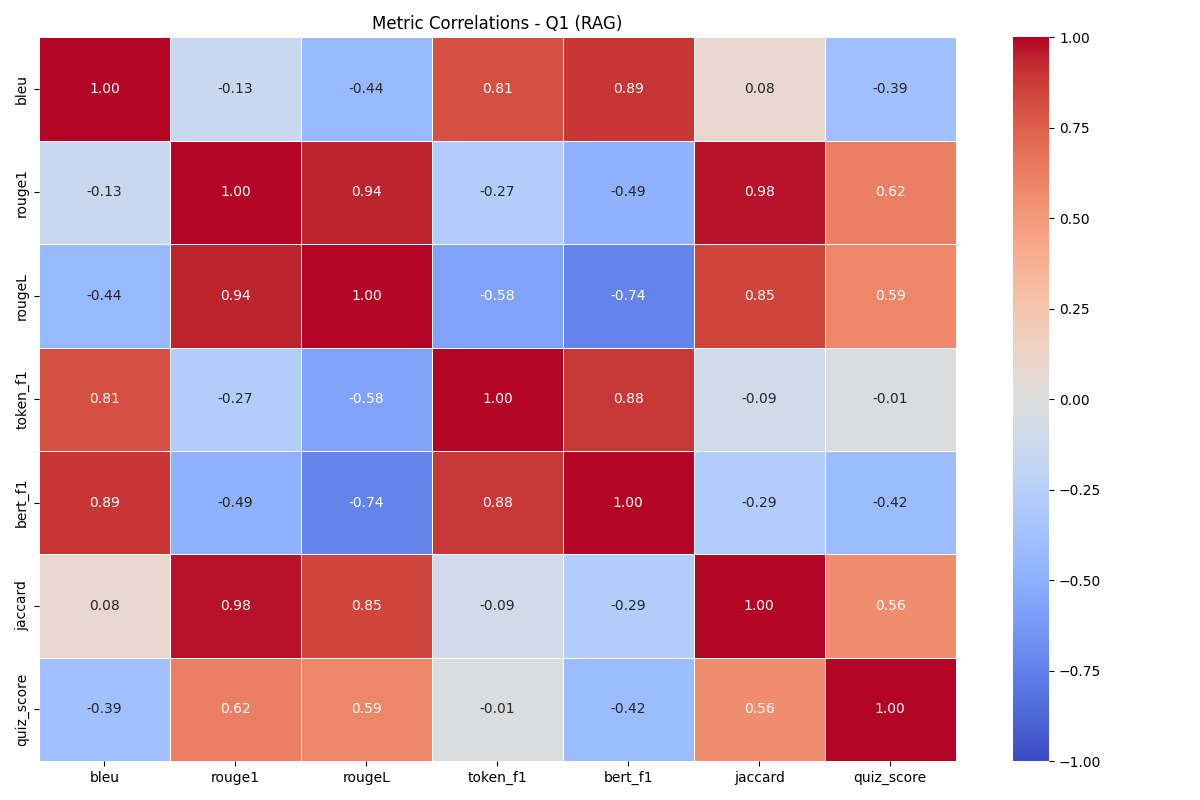 Metric Correlations - Q1 (RAG)
bleu 1.00 -0.13 -0.44 0.81 0.89 0.08 -0.39
rouge1 -0.13 1.00 0.94 -0.27 -0.49 0.98 0.62
rougeL -0.44 0.94 1.00 -0.58 -0.74 0.85 0.59
token_f1 0.81 -0.27 -0.58 1.00 0.88 -0.09 -0.01
bert_f1 0.89 -0.49 -0.74 0.88 1.00 -0.29 -0.42
jaccard 0.08 0.98 0.85 -0.09 -0.29 1.00 0.56
quiz_score -0.39 0.62 0.59 -0.01 -0.42 0.56 1.00
bleu rouge1 rougeL token_f1 bert_f1 jaccard quiz_score
1.00
0.75
0.50
0.25
0.00
−0.25
−0.50
−0.75
−1.00